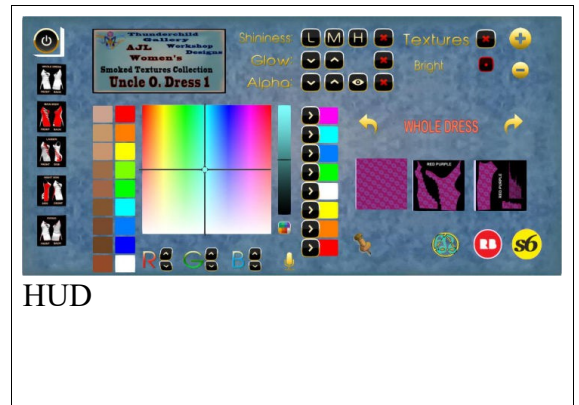 Thunderchild
Gallery
AJL Workshop
Designs
Women's
Smoked Textures Collection
Uncle O. Dress 1
Shininess L M H
Glow
Alpha
Textures
Bright
WHOLE DRESS
RED PURPLE
RED PURPLE
R G B
RB
s6
HUD